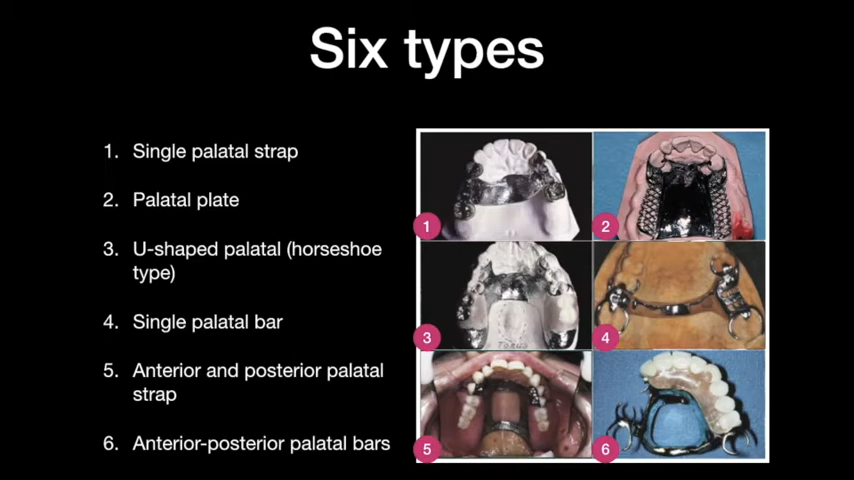 Six types
1. Single palatal strap
2. Palatal plate
3. U-shaped palatal (horseshoe
type)
4. Single palatal bar
5. Anterior and posterior palatal
strap
6. Anterior-posterior palatal bars
1
2
3
Torus
4
5
6